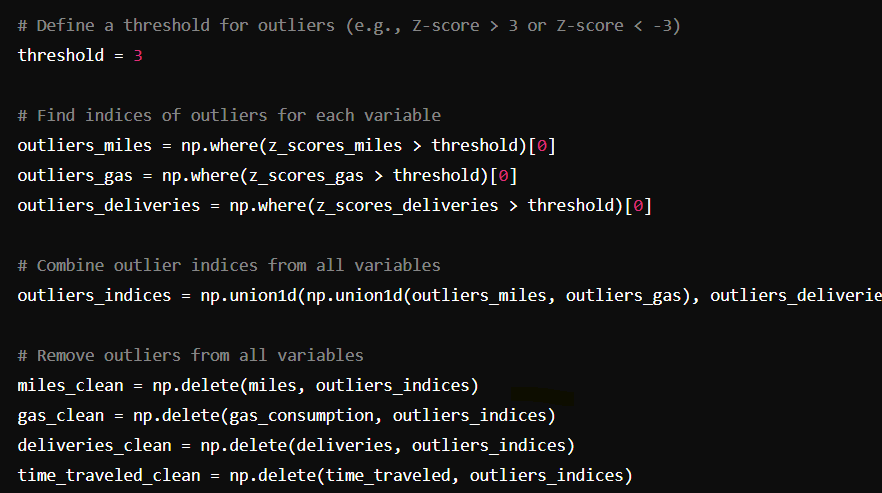 # Define a threshold for outliers (e.g., Z-score > 3 or Z-score < -3)
threshold = 3
# Find indices of outliers for each variable
outliers_miles = np.where(z_scores_miles > threshold)[0]
outliers_gas = np.where(z_scores_gas > threshold)[0]
outliers_deliveries = np.where(z_scores_deliveries > threshold)[0]
# Combine outlier indices from all variables
outliers_indices = np.union1d(np.union1d(outliers_miles, outliers_gas), outliers_deliverie
# Remove outliers from all variables
miles_clean = np.delete(miles, outliers_indices)
gas_clean = np.delete(gas_consumption, outliers_indices)
deliveries_clean = np.delete(deliveries, outliers_indices)
time_traveled_clean = np.delete(time_traveled, outliers_indices)